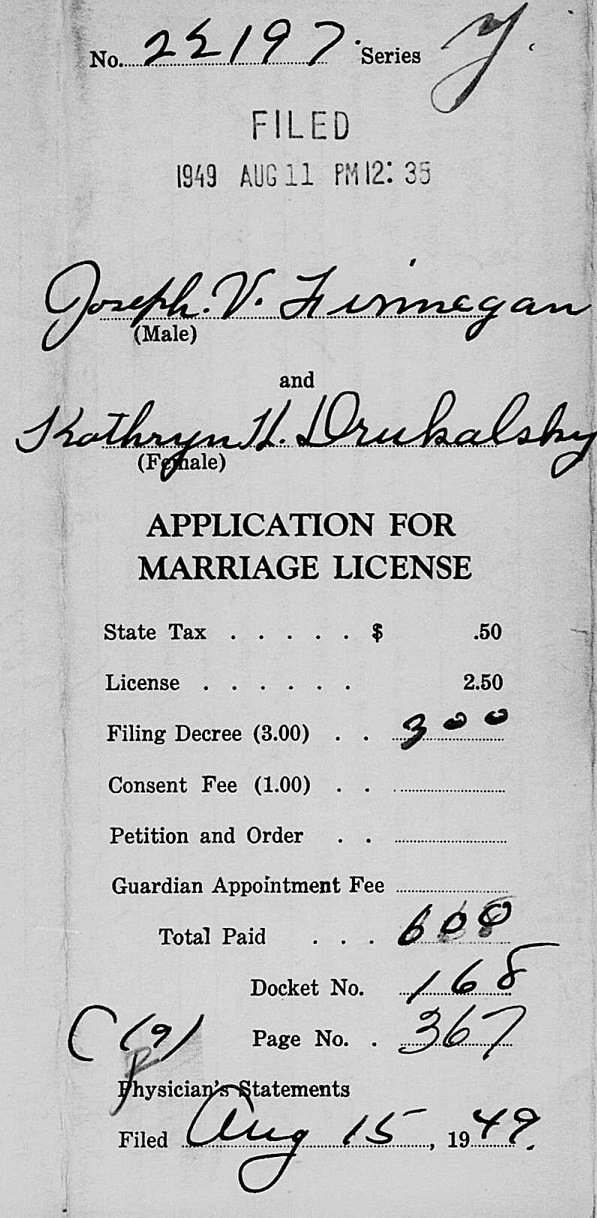 No. 22197. Series Y.
FILED
1949 AUG 11 PM 12: 35
Joseph. V. Finnegan
(Male)
and
Kathryn H. Drukalsky
(Female)
APPLICATION FOR
MARRIAGE LICENSE
State Tax . . . . . $ .50
License . . . . . . 2.50
Filing Decree (3.00) . . 3 00
Consent Fee (1.00) . .
Petition and Order . .
Guardian Appointment Fee
Total Paid . . . 6 00
Docket No. 168
Page No. . 367
(9)
Physician's Statements
Filed Aug 15, 1949.